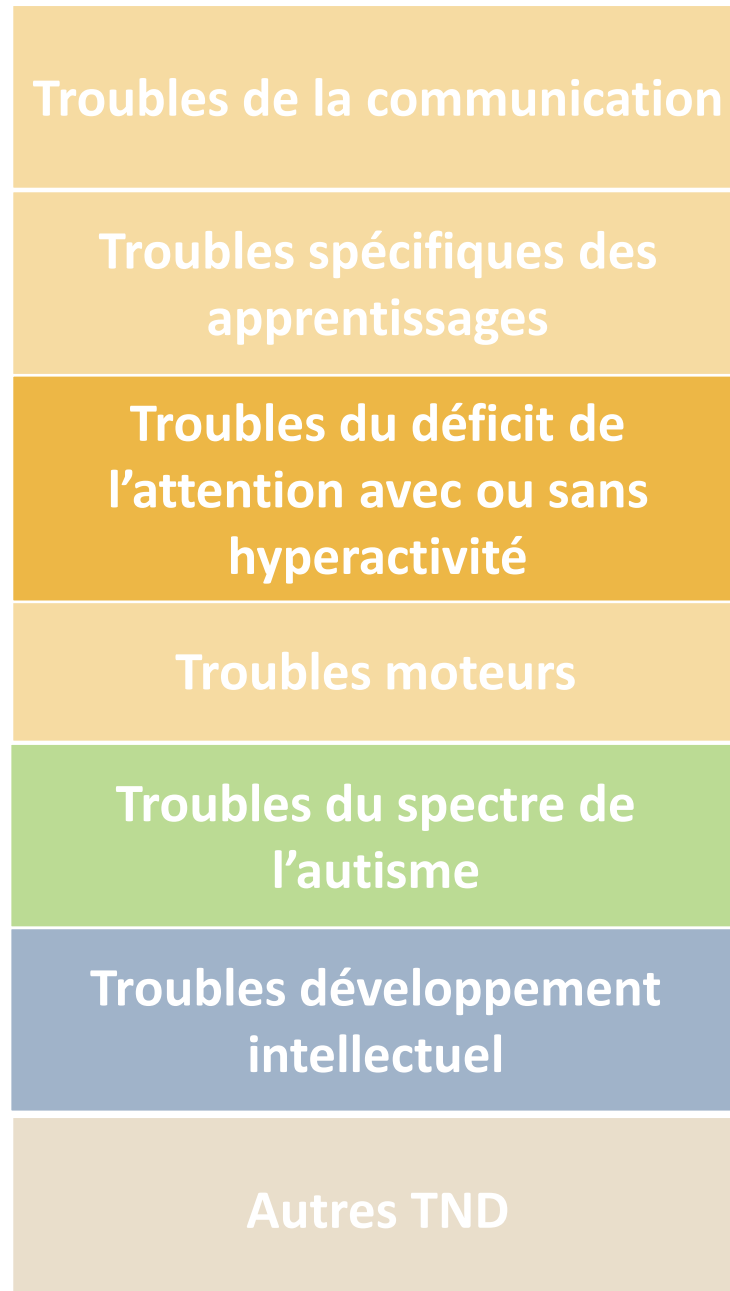 Troubles de la communication
Troubles spécifiques des
apprentissages
Troubles du déficit de
l’attention avec ou sans
hyperactivité
Troubles moteurs
Troubles du spectre de
l’autisme
Troubles développement
intellectuel
Autres TND